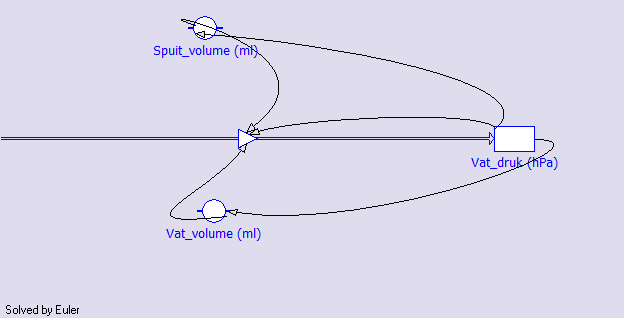 Spuit_volume (ml)
Vat_druk (hPa)
Vat_volume (ml)
Solved by Euler